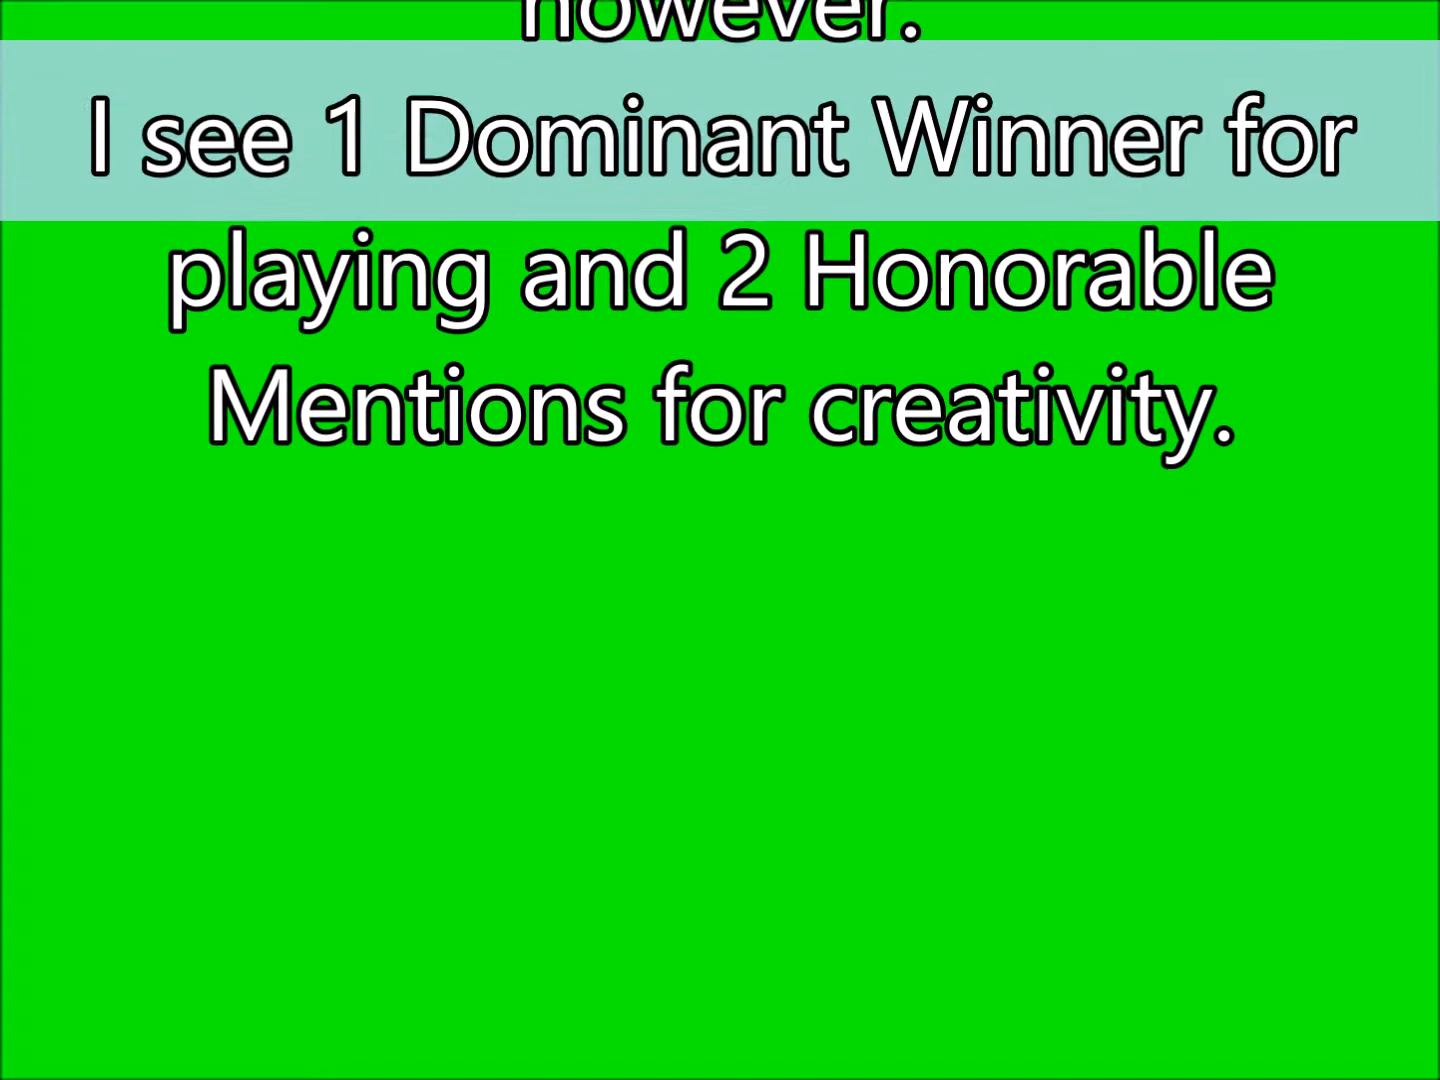 however.
I see 1 Dominant Winner for
playing and 2 Honorable
Mentions for creativity.